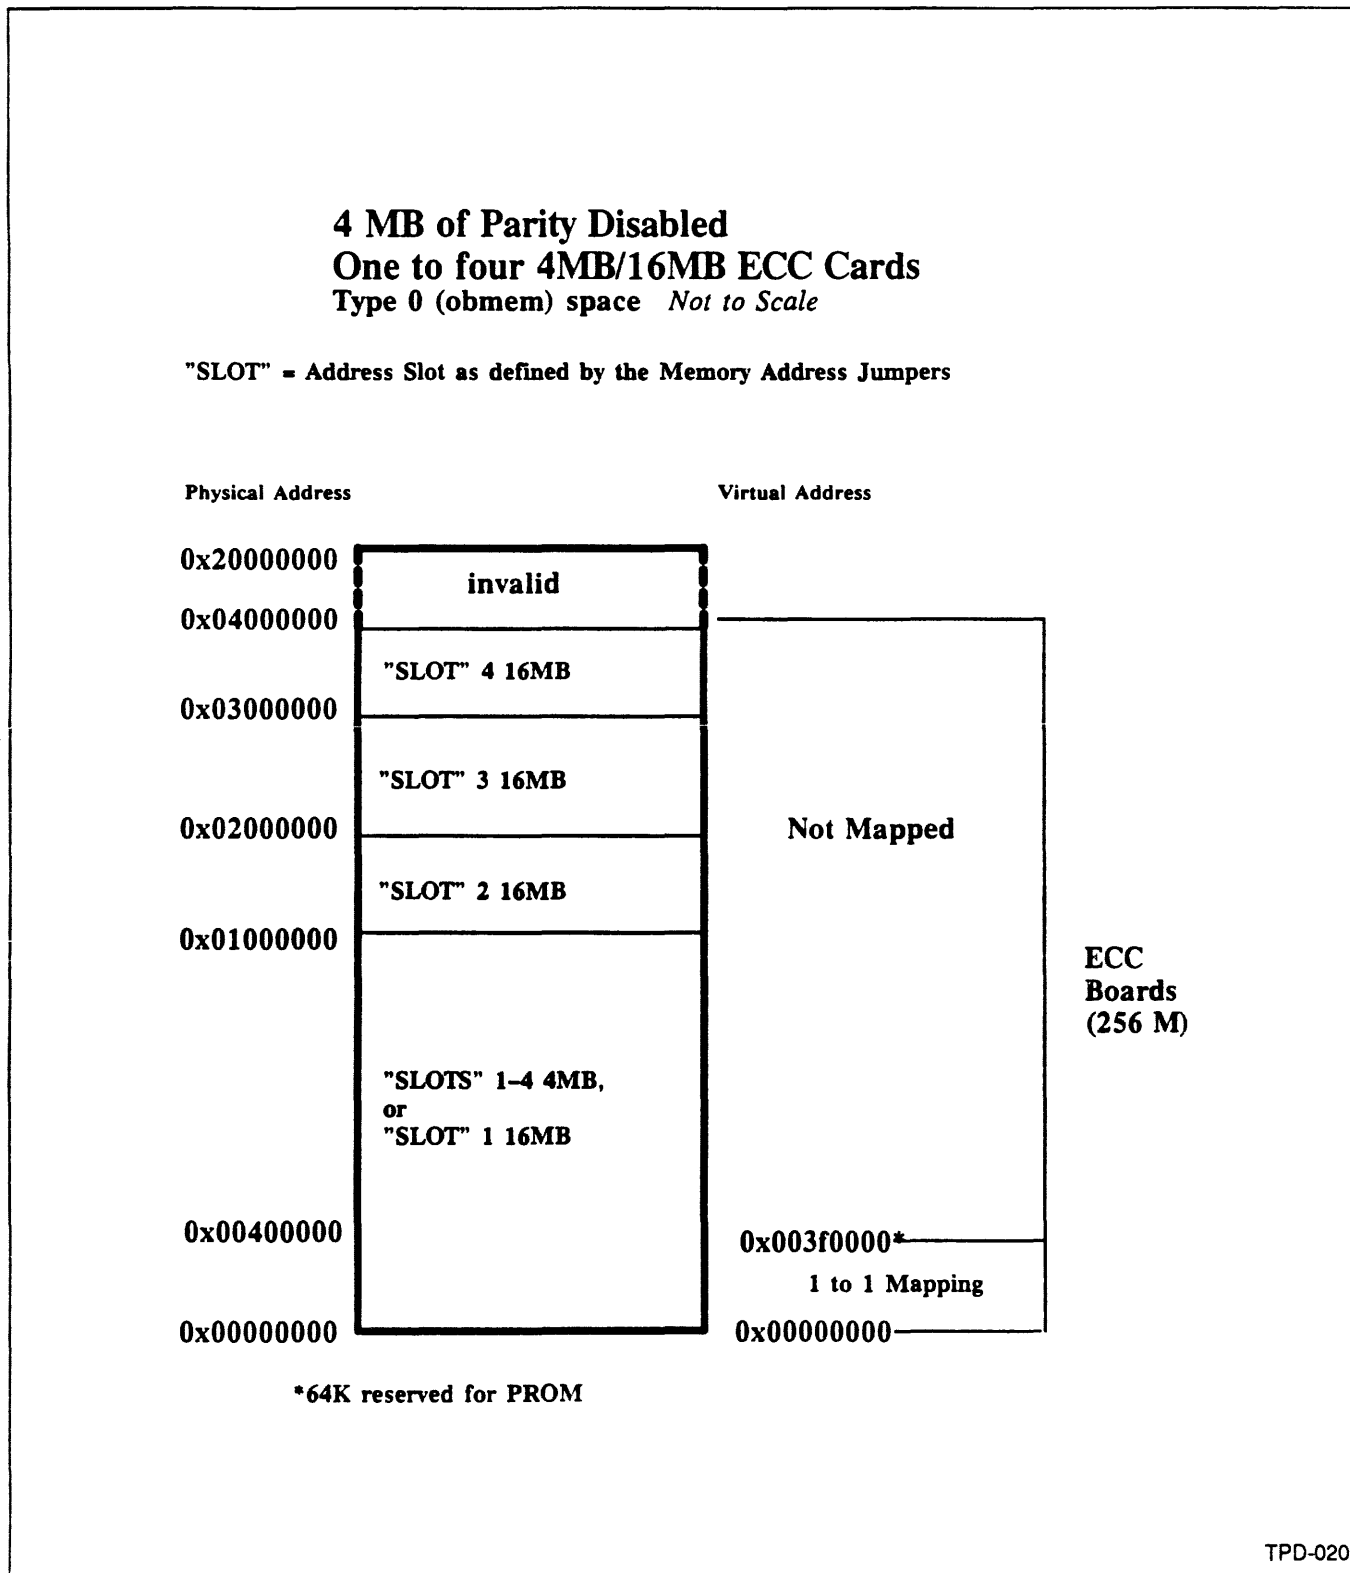 4 MB of Parity Disabled
One to four 4MB/16MB ECC Cards
Type 0 (obmem) space Not to Scale
"SLOT" = Address Slot as defined by the Memory Address Jumpers
Physical Address
Virtual Address
0x20000000
invalid
0x04000000
"SLOT" 4 16MB
0x03000000
"SLOT" 3 16MB
0x02000000
Not Mapped
"SLOT" 2 16MB
0x01000000
ECC
Boards
(256 M)
"SLOTS" 1-4 4MB,
or
"SLOT" 1 16MB
0x00400000
0x003f0000*
1 to 1 Mapping
0x00000000
0x00000000
*64K reserved for PROM
TPD-020